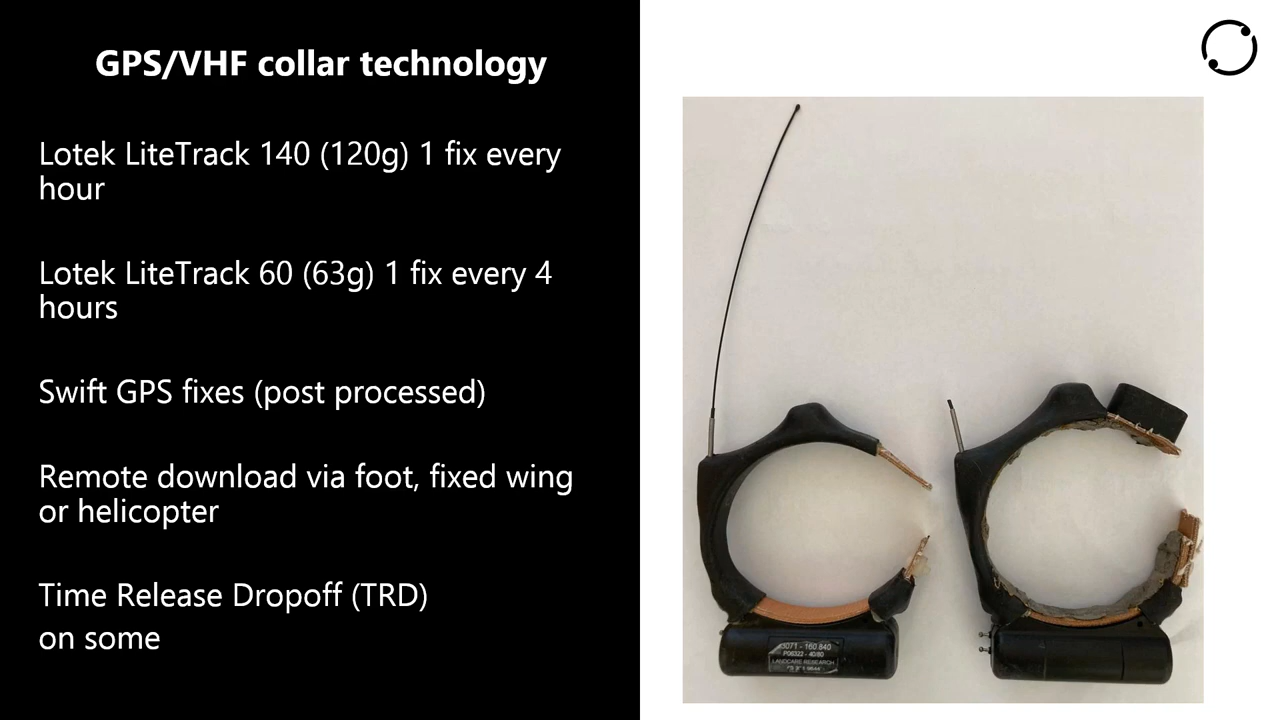 GPS/VHF collar technology
Lotek LiteTrack 140 (120g) 1 fix every
hour
Lotek LiteTrack 60 (63g) 1 fix every 4
hours
Swift GPS fixes (post processed)
Remote download via foot, fixed wing
or helicopter
Time Release Dropoff (TRD)
on some
LANDCARE RESEARCH